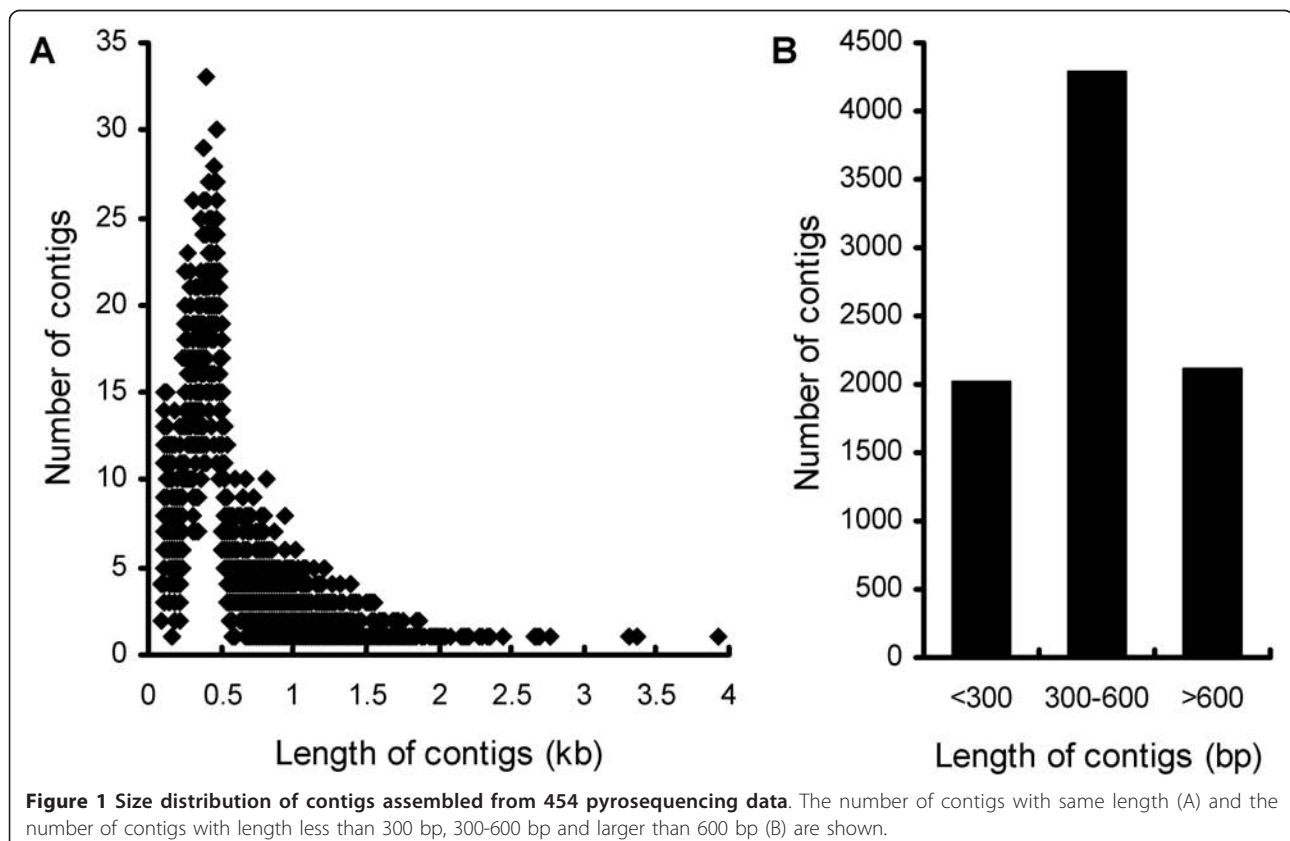 A
35
30
25
20
15
10
5
0
Number of contigs
0 0.5 1 1.5 2 2.5 3 3.5 4
Length of contigs (kb)
B
4500
4000
3500
3000
2500
2000
1500
1000
500
0
Number of contigs
<300 300-600 >600
Length of contigs (bp)
Figure 1 Size distribution of contigs assembled from 454 pyrosequencing data. The number of contigs with same length (A) and the
number of contigs with length less than 300 bp, 300-600 bp and larger than 600 bp (B) are shown.